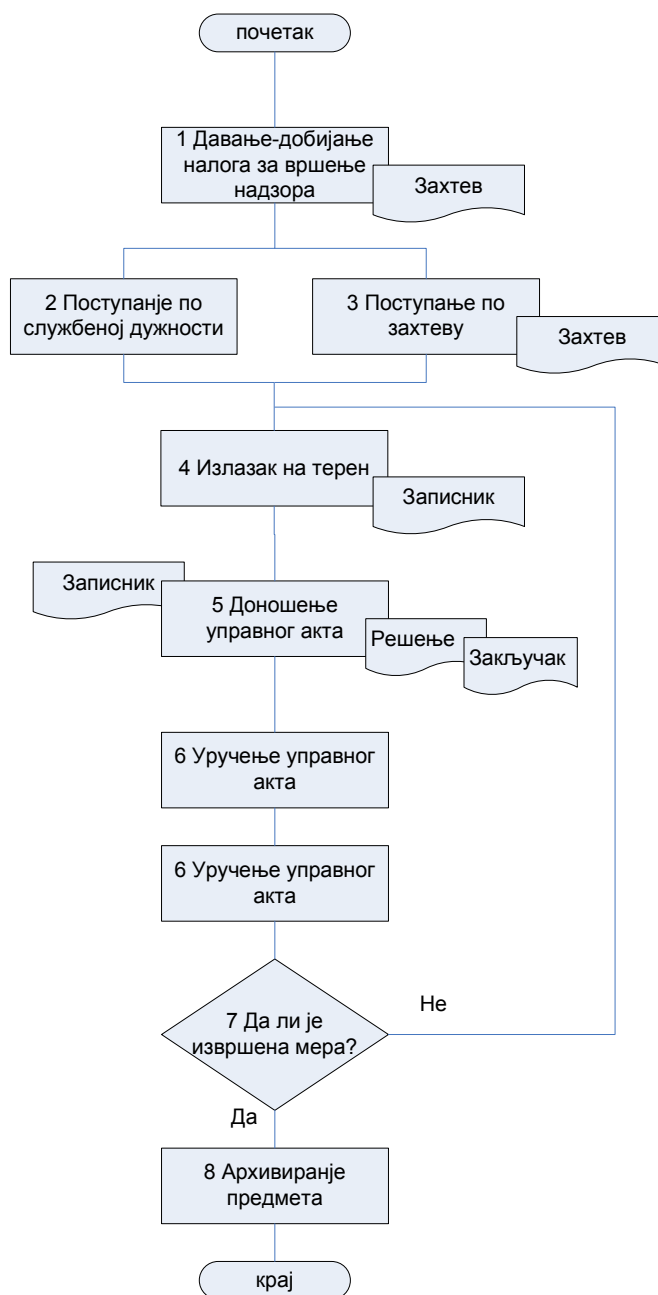 почетак
1 Давање-добијање
налога за вршење
надзора
Захтев
2 Поступанје по
службеној дужности
3 Поступање по
захтеву
Захтев
4 Излазак на терен
Записник
Записник
5 Доношење
управног акта
Решење
Закључак
6 Уручење управног
акта
6 Уручење управног
акта
7 Да ли је
извршена мера?
Не
Да
8 Архивиранје
предмета
крај